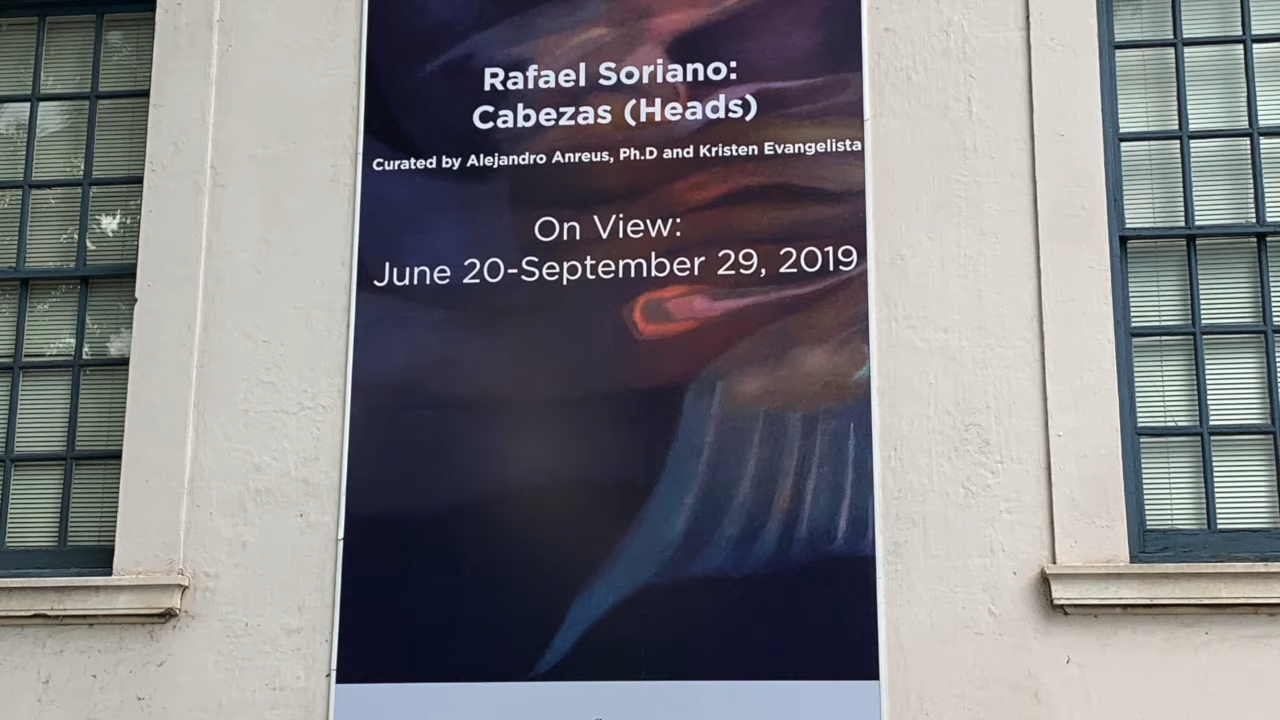 Rafael Soriano:
Cabezas (Heads)
Curated by Alejandro Anreus, Ph.D and Kristen Evangelista
On View:
June 20-September 29, 2019